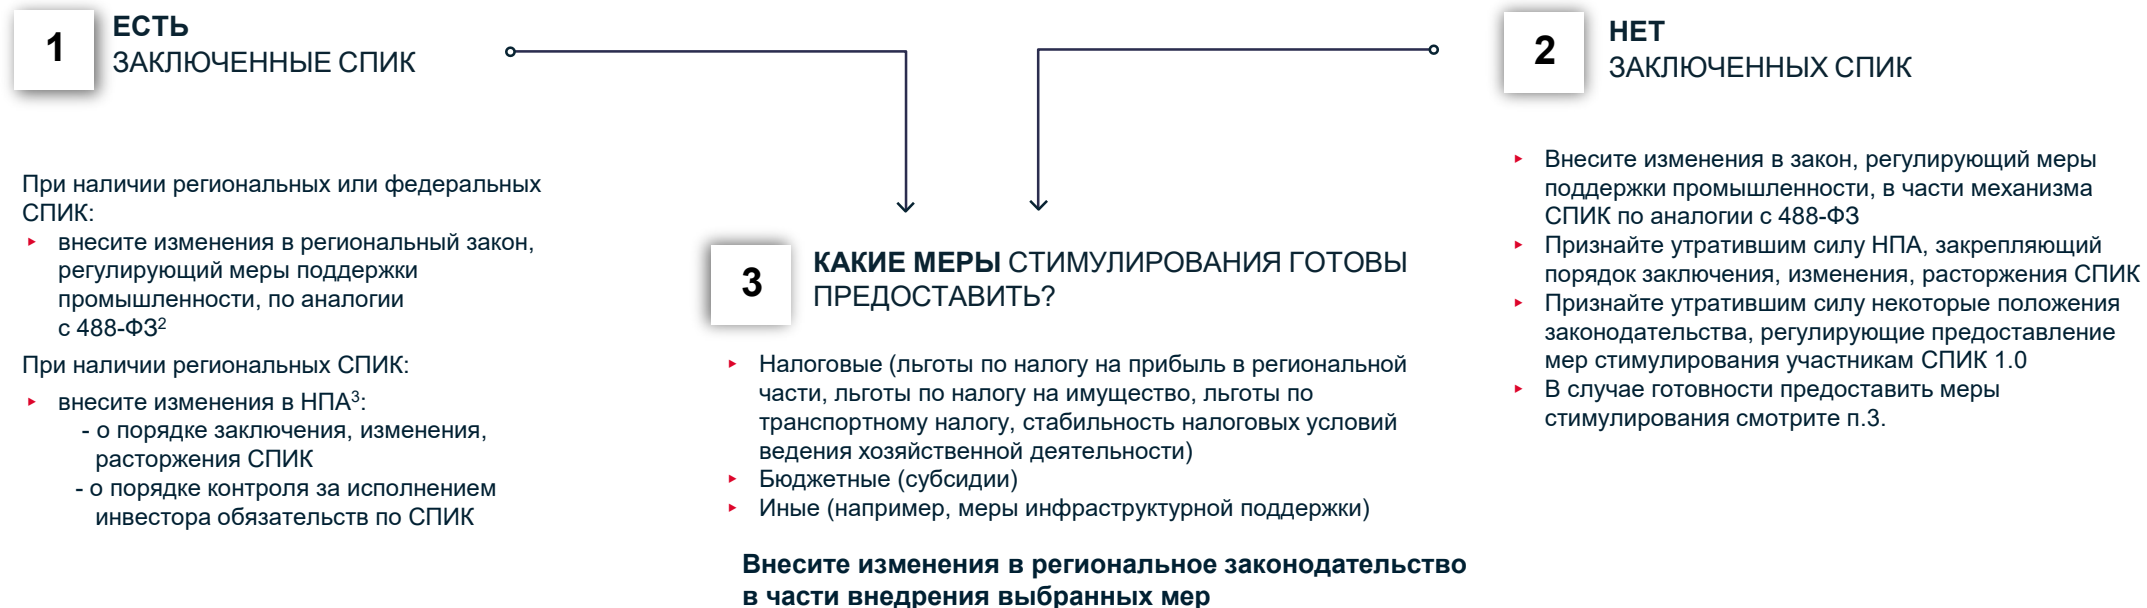 1
ЕСТЬ
ЗАКЛЮЧЕННЫЕ СПИК
При наличии региональных или федеральных
СПИК:
‣ внесите изменения в региональный закон,
регулирующий меры поддержки
промышленности, по аналогии
с 488-ФЗ²
При наличии региональных СПИК:
‣ внесите изменения в НПА³:
- о порядке заключения, изменения,
расторжения СПИК
- о порядке контроля за исполнением
инвестора обязательств по СПИК
3
КАКИЕ МЕРЫ СТИМУЛИРОВАНИЯ ГОТОВЫ
ПРЕДОСТАВИТЬ?
‣ Налоговые (льготы по налогу на прибыль в региональной
части, льготы по налогу на имущество, льготы по
транспортному налогу, стабильность налоговых условий
ведения хозяйственной деятельности)
‣ Бюджетные (субсидии)
‣ Иные (например, меры инфраструктурной поддержки)
Внесите изменения в региональное законодательство
в части внедрения выбранных мер
2
НЕТ
ЗАКЛЮЧЕННЫХ СПИК
‣ Внесите изменения в закон, регулирующий меры
поддержки промышленности, в части механизма
СПИК по аналогии с 488-ФЗ
‣ Признайте утратившим силу НПА, закрепляющий
порядок заключения, изменения, расторжения СПИК
‣ Признайте утратившим силу некоторые положения
законодательства, регулирующие предоставление
мер стимулирования участникам СПИК 1.0
‣ В случае готовности предоставить меры
стимулирования смотрите п.3.